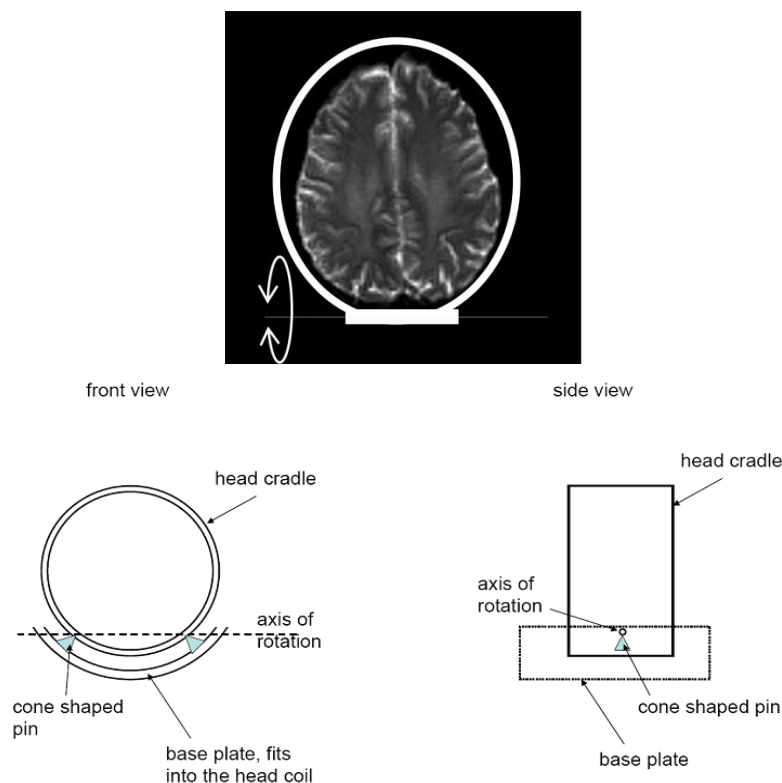 front view
side view
head cradle
axis of
rotation
cone shaped
pin
base plate, fits
into the head coil
head cradle
axis of
rotation
cone shaped pin
base plate